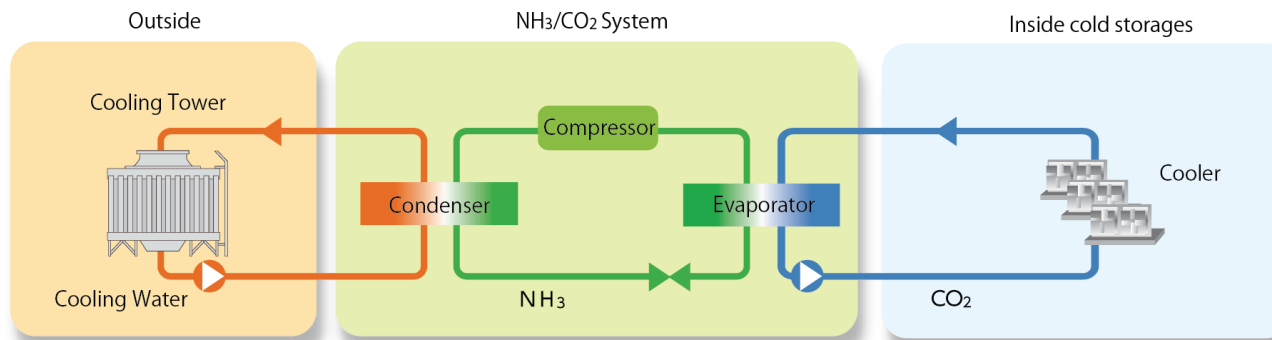 Outside
NH₃/CO₂ System
Inside cold storages
Cooling Tower
Compressor
Condenser
Evaporator
Cooler
Cooling Water
NH₃
CO₂